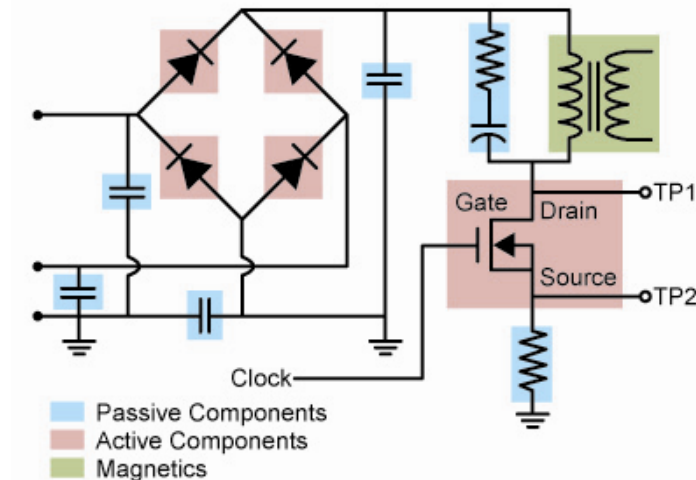 Gate
Drain
TP1
Source
TP2
Clock
Passive Components
Active Components
Magnetics